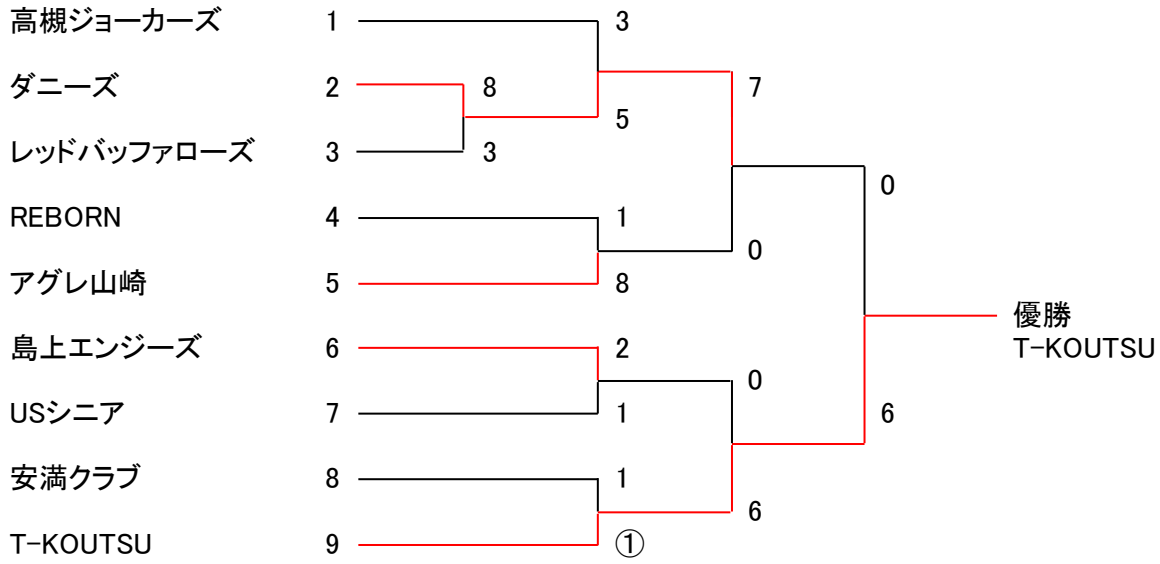 高槻ジョーカーズ 1 3
ダニーズ 2 8 7
5
レッドバッファローズ 3 3
0
REBORN 4 1
0
アグレ山崎 5 8
優勝
島上エンジーズ 6 2 T-KOUTSU
0
USシニア 7 1 6
安満クラブ 8 1
6
T-KOUTSU 9 ①